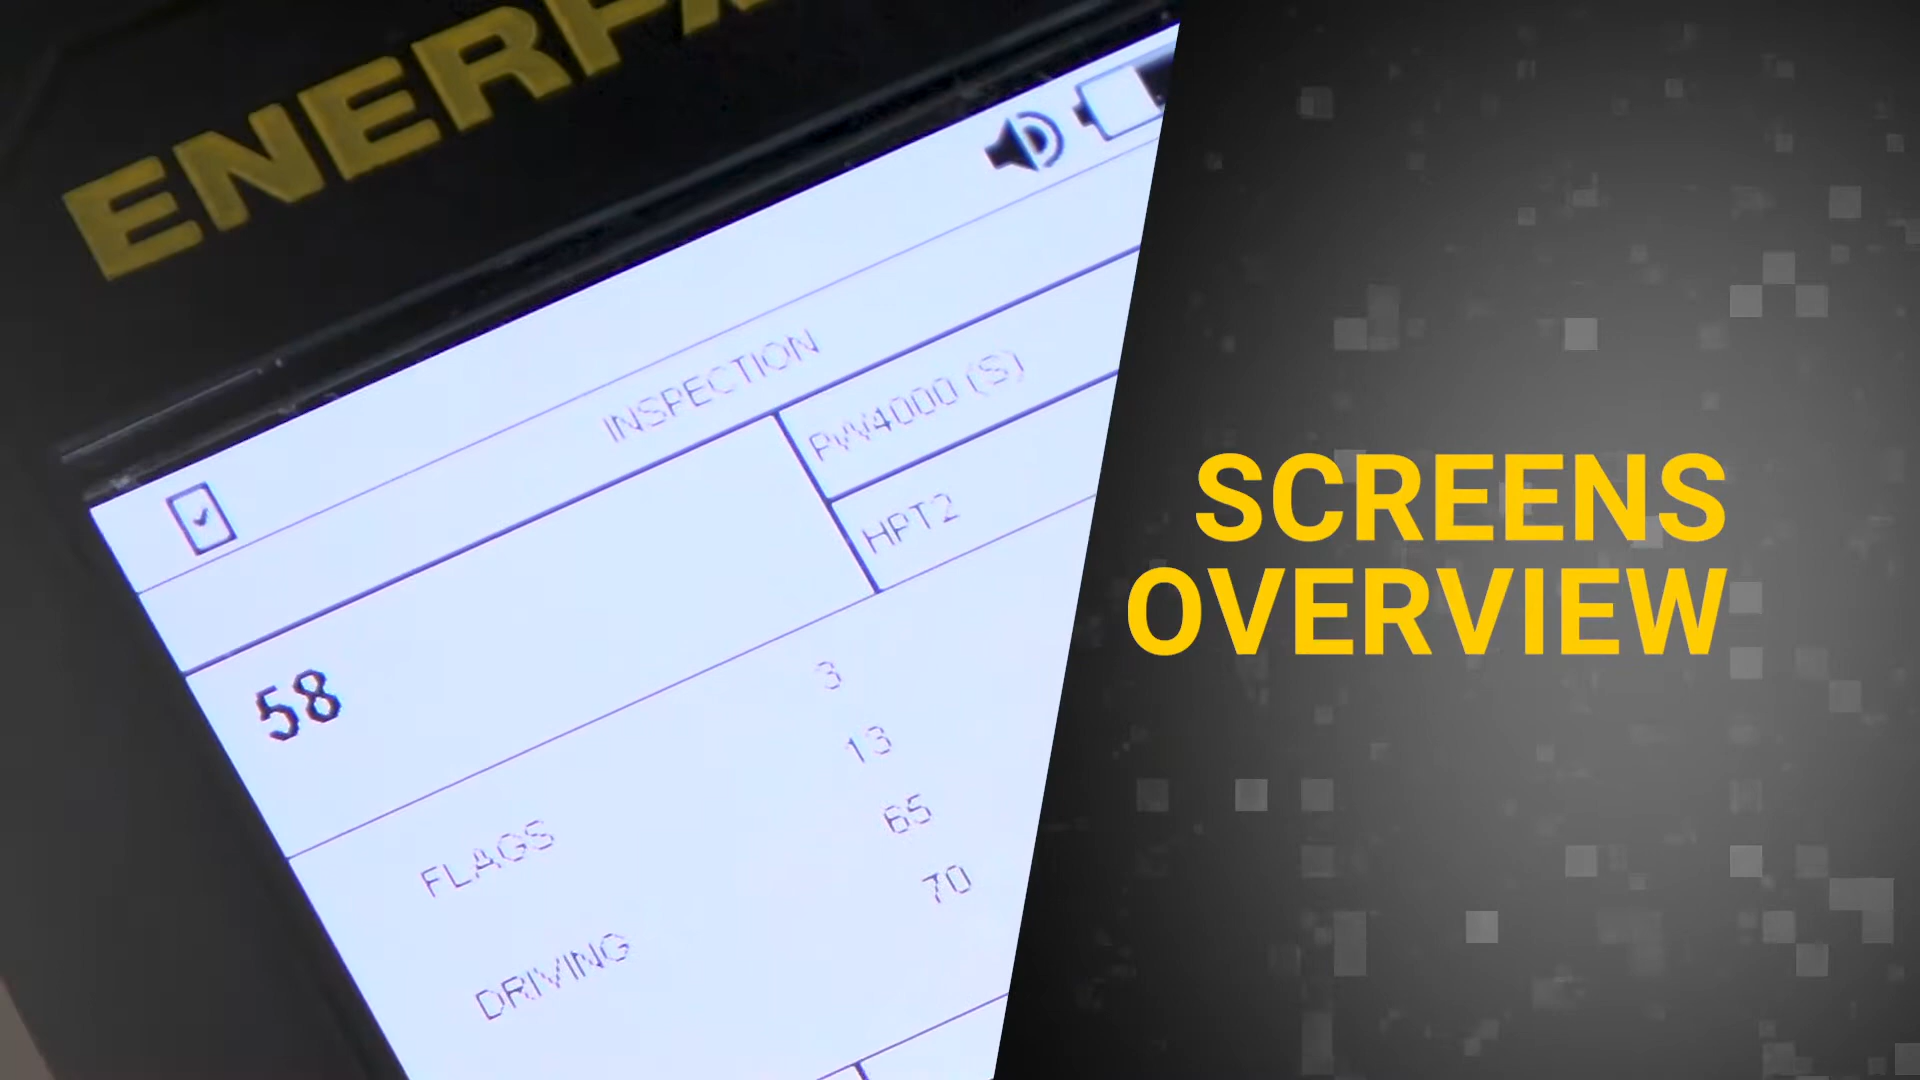 ENERPA
INSPECTION
PW4000 (S)
HPT2
58
3
13
FLAGS
65
70
DRIVING
SCREENS
OVERVIEW